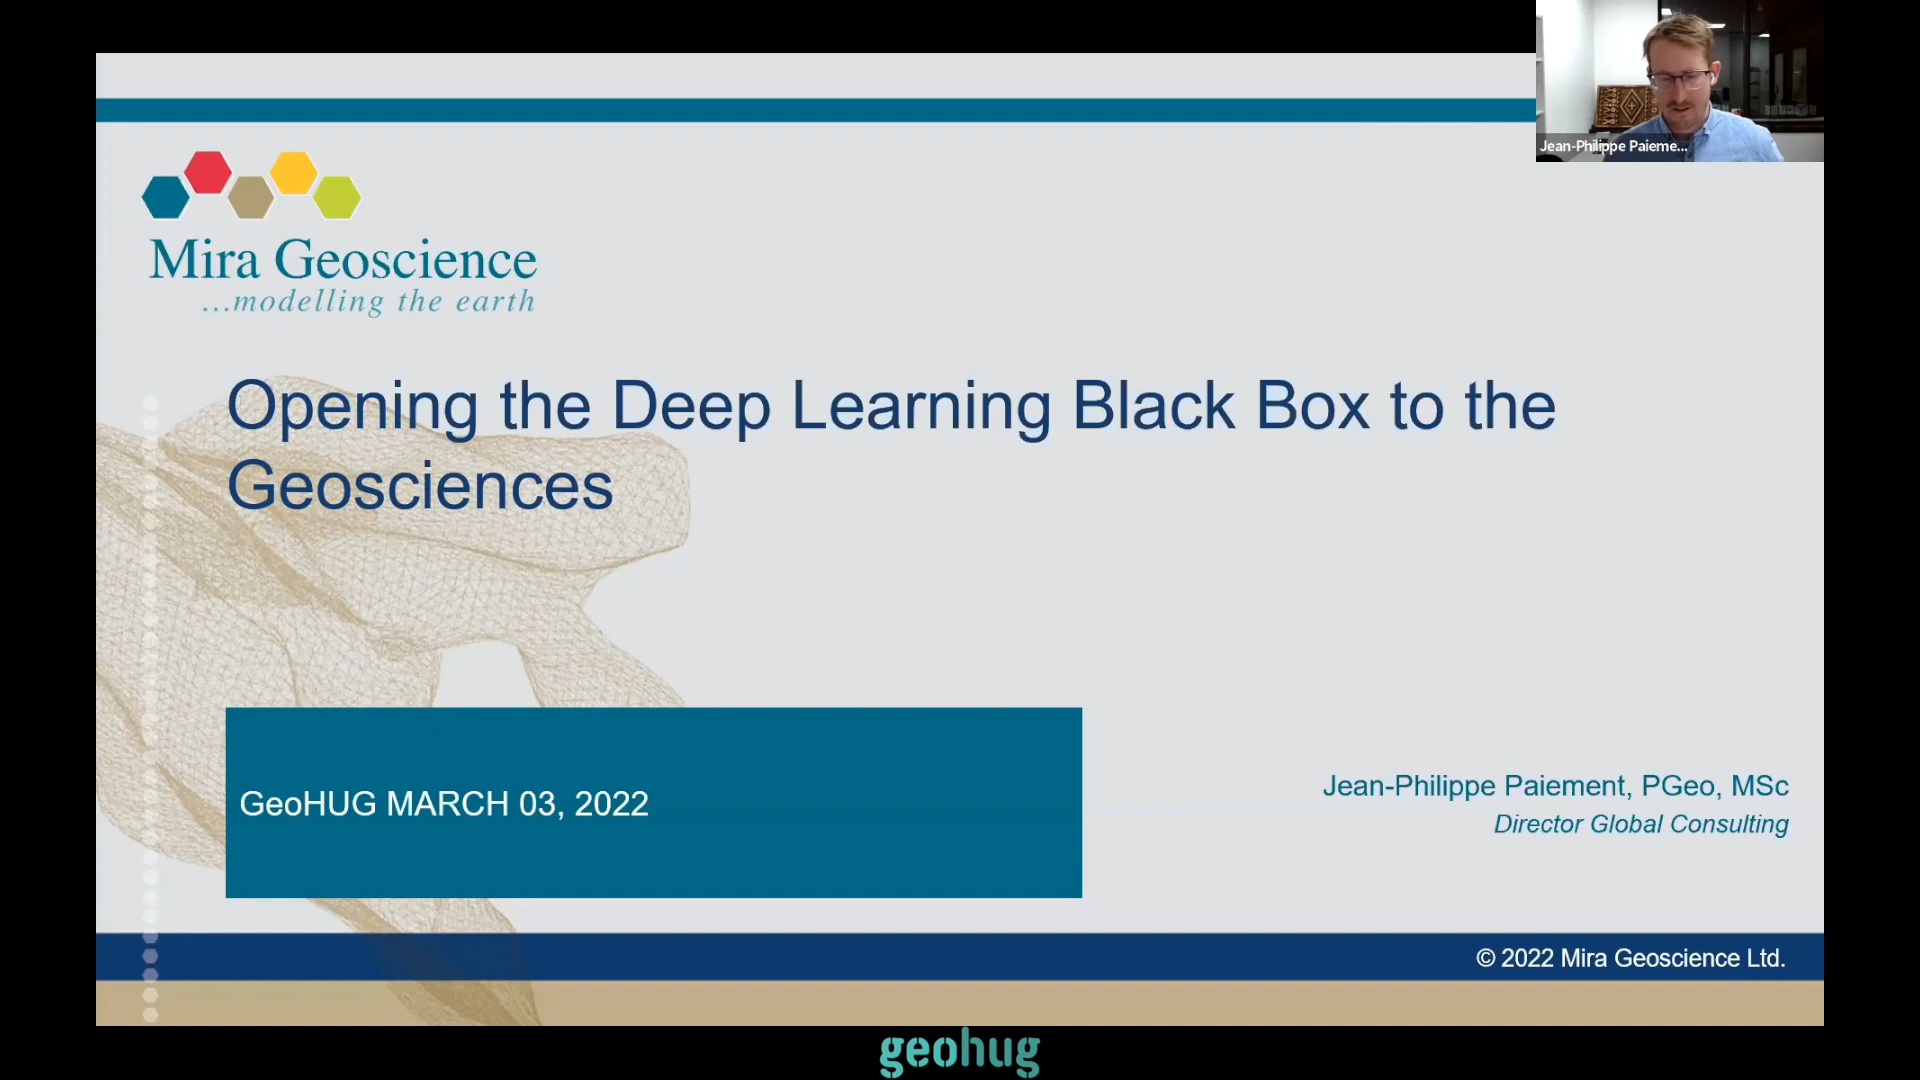 Jean-Philippe Paieme...
Mira Geoscience
...modelling the earth
Opening the Deep Learning Black Box to the
Geosciences
GeoHUG MARCH 03, 2022
Jean-Philippe Paiement, PGeo, MSc
Director Global Consulting
© 2022 Mira Geoscience Ltd.
geohug